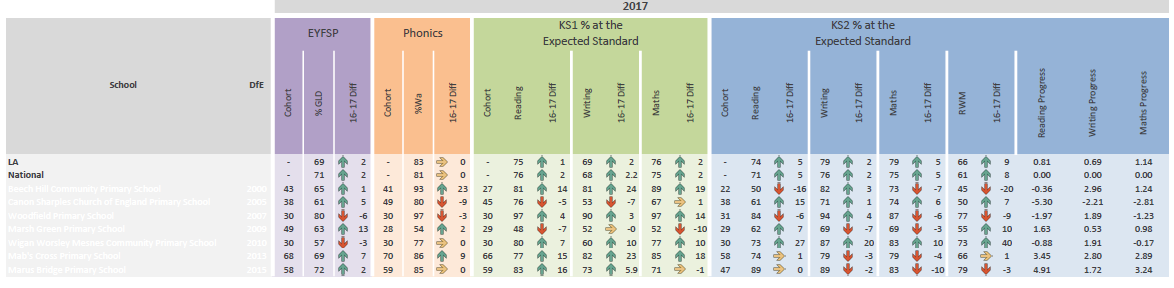 2017
EYFSP Phonics KS1 % at the Expected Standard KS2 % at the Expected Standard
School DfE Cohort % GLD 16-17 Diff Cohort %Wa 16-17 Diff Cohort Reading 16-17 Diff Writing 16-17 Diff Maths 16-17 Diff Cohort Reading 16-17 Diff Writing 16-17 Diff Maths 16-17 Diff RWM 16-17 Diff Reading Progress Writing Progress Maths Progress
LA - 69 2 - 83 0 - 75 1 69 2 76 2 - 74 5 79 2 79 5 66 9 0.81 0.69 1.14
National - 71 2 - 81 0 - 76 2 68 2.2 76 2 - 71 5 76 2 75 5 61 8 0.00 0.00 0.00
Beech Hill Community Primary School 2000 43 65 1 41 93 23 27 81 14 81 24 89 19 22 50 -16 82 3 73 -7 45 -20 -0.36 2.96 1.24
Canon Sharples Church of England Primary School 38 61 5 49 80 -9 45 76 -5 53 -7 67 1 38 61 15 71 1 74 6 50 7 -5.30 -2.21 -2.81
Woodfield Primary School 2007 30 80 -6 30 97 -3 30 97 4 90 3 97 14 31 84 -6 94 4 87 -6 77 -9 -1.97 1.89 -1.23
Marsh Green Primary School 2009 49 63 13 28 54 2 29 48 -7 52 -0 52 -10 29 62 7 69 -7 69 -3 55 10 1.63 0.53 0.98
Wigan Worsley Mesnes Community Primary School 2010 30 57 -3 30 77 0 30 80 7 60 10 77 10 30 73 27 87 20 83 10 73 40 -0.88 1.91 -0.17
Mab's Cross Primary School 2011 68 69 7 70 86 9 66 77 15 82 23 85 18 58 74 1 79 -3 79 -4 66 1 3.45 2.80 2.89
Marus Bridge Primary School 2015 58 72 2 59 85 0 59 83 16 73 5.9 71 -1 47 89 0 89 -2 83 -10 79 -3 4.91 1.72 3.24